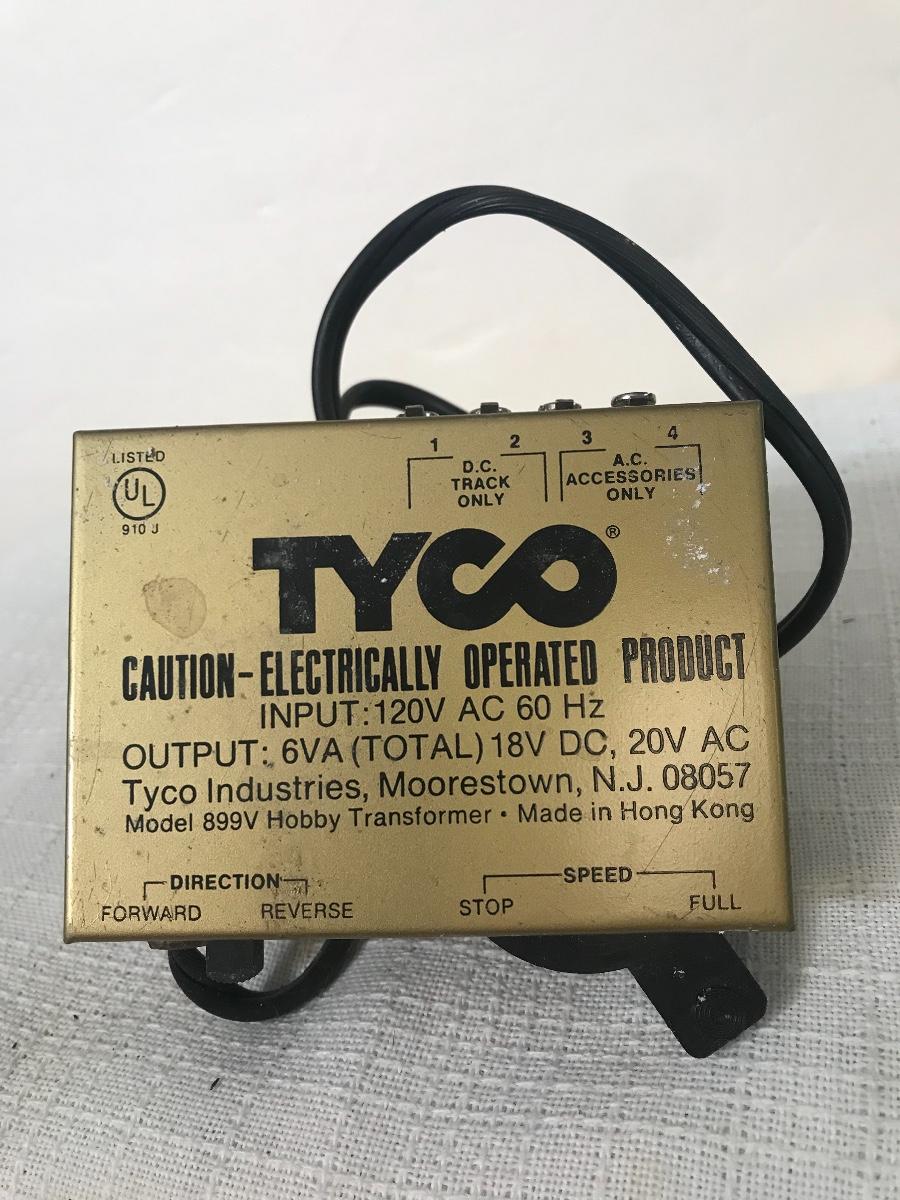 LISTED
UL
910 J
1 2 3 4
D.C.
TRACK
ONLY
A.C.
ACCESSORIES
ONLY
TYCO®
CAUTION-ELECTRICALLY OPERATED PRODUCT
INPUT: 120V AC 60 Hz
OUTPUT: 6VA (TOTAL) 18V DC, 20V AC
Tyco Industries, Moorestown, N.J. 08057
Model 899V Hobby Transformer • Made in Hong Kong
DIRECTION
FORWARD REVERSE
SPEED
STOP FULL